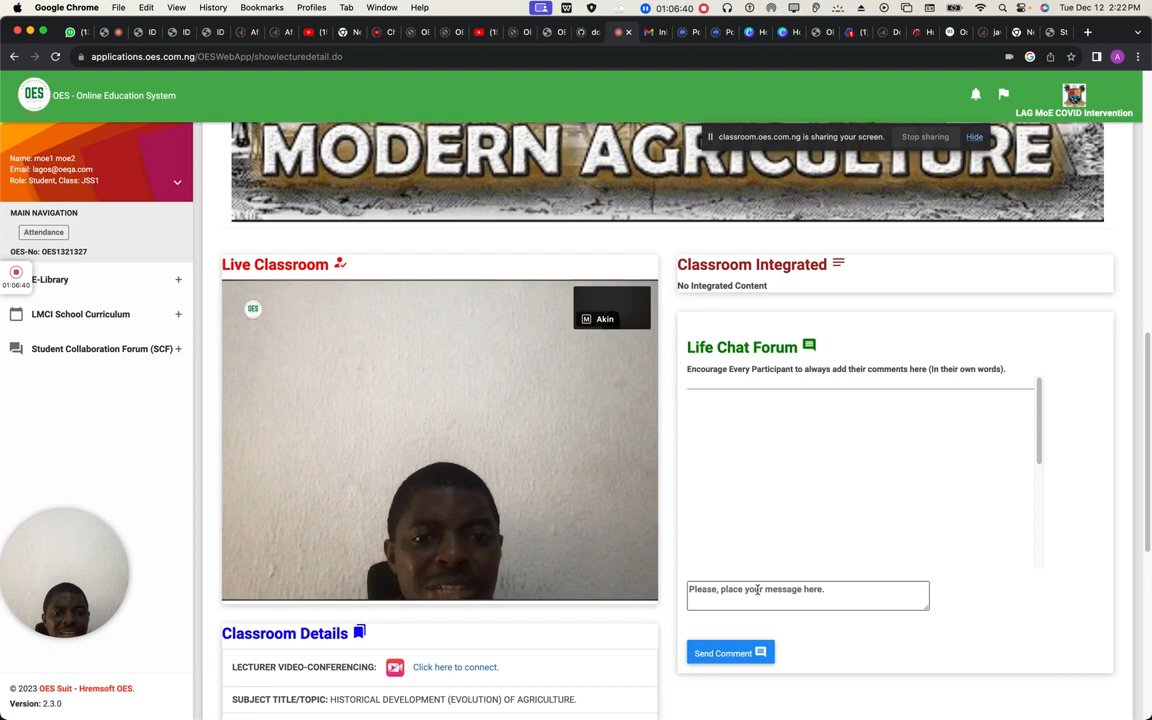 Google Chrome File Edit View History Bookmarks Profiles Tab Window Help 01:06:40 Tue Dec 12 2:22PM
applications.oes.com.ng/OESWebApp/showlecturedetail.do
A
OES
OES - Online Education System
LAG MoE COVID Intervention
MODERN AGRICULTURE
classroom.oes.com.ng is sharing your screen. Stop sharing Hide
Name: moe1 moe2
Email: lagos@oeqa.com
Role: Student, Class: JSS1
MAIN NAVIGATION
Attendance
OES-No: OES1321327
E-Library +
01:06:40
LMCI School Curriculum +
Student Collaboration Forum (SCF) +
Live Classroom
OES
M Akin
Classroom Integrated
No Integrated Content
Life Chat Forum
Encourage Every Participant to always add their comments here (In their own words).
Please, place your message here.
Send Comment
Classroom Details
LECTURER VIDEO-CONFERENCING: Click here to connect.
SUBJECT TITLE/TOPIC: HISTORICAL DEVELOPMENT (EVOLUTION) OF AGRICULTURE.
© 2023 OES Suit - Hremsoft OES.
Version: 2.3.0